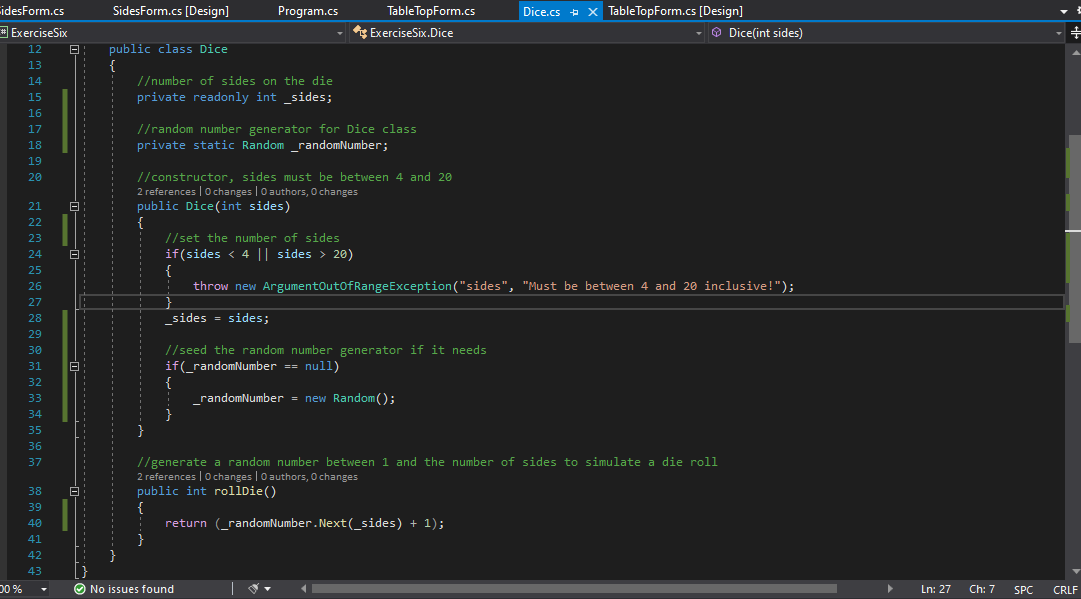 SidesForm.cs SidesForm.cs [Design] Program.cs TableTopForm.cs Dice.cs TableTopForm.cs [Design]
ExerciseSix ExerciseSix.Dice Dice(int sides)
12 public class Dice
13 {
14 //number of sides on the die
15 private readonly int _sides;
16
17 //random number generator for Dice class
18 private static Random _randomNumber;
19
20 //constructor, sides must be between 4 and 20
2 references | 0 changes | 0 authors, 0 changes
21 public Dice(int sides)
22 {
23 //set the number of sides
24 if(sides < 4 || sides > 20)
25 {
26 throw new ArgumentOutOfRangeException("sides", "Must be between 4 and 20 inclusive!");
27 }
28 _sides = sides;
29
30 //seed the random number generator if it needs
31 if(_randomNumber == null)
32 {
33 _randomNumber = new Random();
34 }
35 }
36
37 //generate a random number between 1 and the number of sides to simulate a die roll
2 references | 0 changes | 0 authors, 0 changes
38 public int rollDie()
39 {
40 return (_randomNumber.Next(_sides) + 1);
41 }
42 }
43 }
00 % No issues found Ln: 27 Ch: 7 SPC CRLF